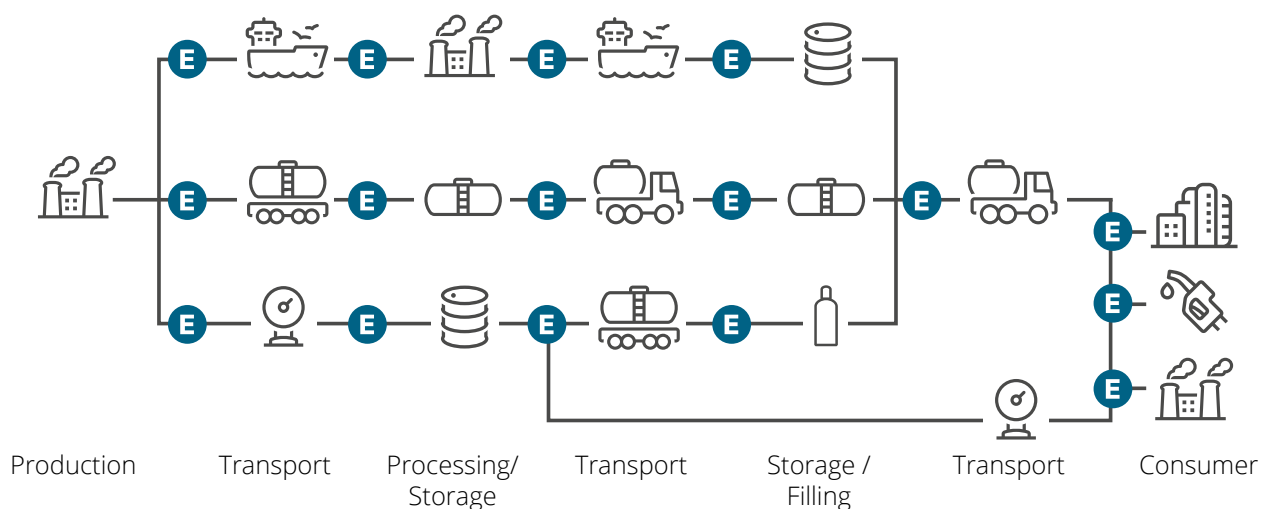 E E E E
E E E E E
E
E
E E E E
E
Production Transport Processing/ Transport Storage / Transport Consumer
Storage Filling